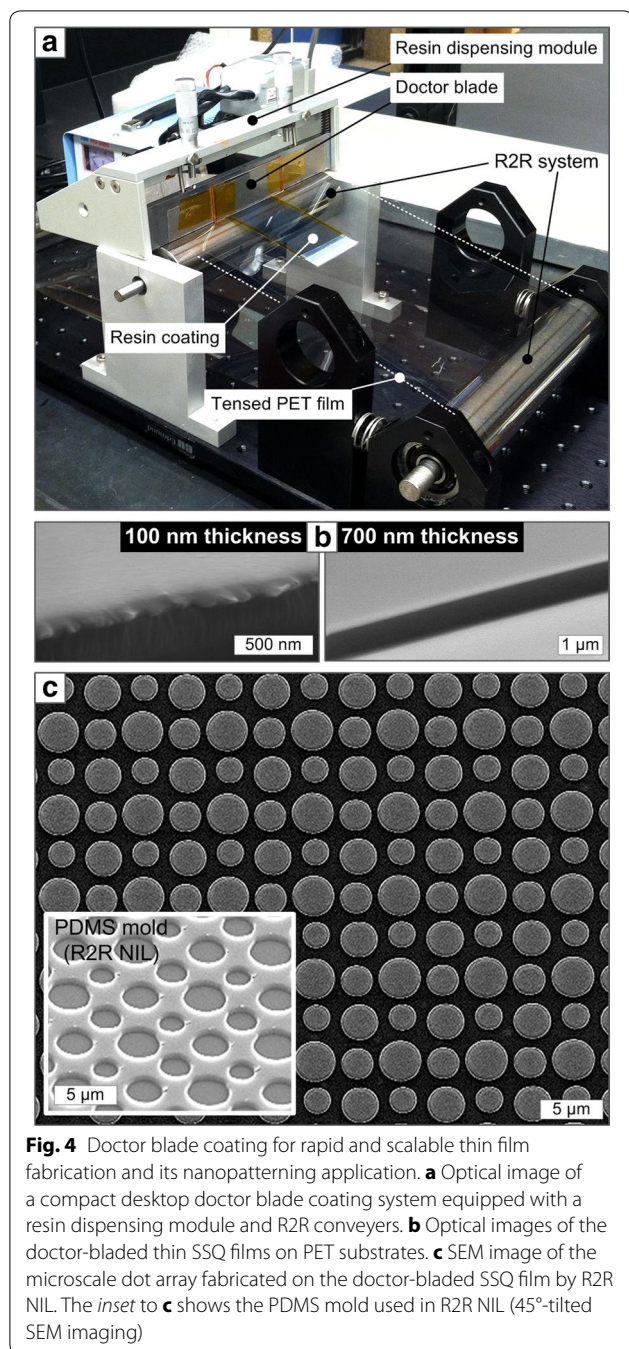 a
Resin dispensing module
Doctor blade
R2R system
Resin coating
Tensed PET film
Edmund
100 nm thickness
b
700 nm thickness
500 nm
1 µm
c
PDMS mold
(R2R NIL)
5 µm
5 µm
Fig. 4 Doctor blade coating for rapid and scalable thin film
fabrication and its nanopatterning application. a Optical image of
a compact desktop doctor blade coating system equipped with a
resin dispensing module and R2R conveyers. b Optical images of the
doctor-bladed thin SSQ films on PET substrates. c SEM image of the
microscale dot array fabricated on the doctor-bladed SSQ film by R2R
NIL. The inset to c shows the PDMS mold used in R2R NIL (45°-tilted
SEM imaging)